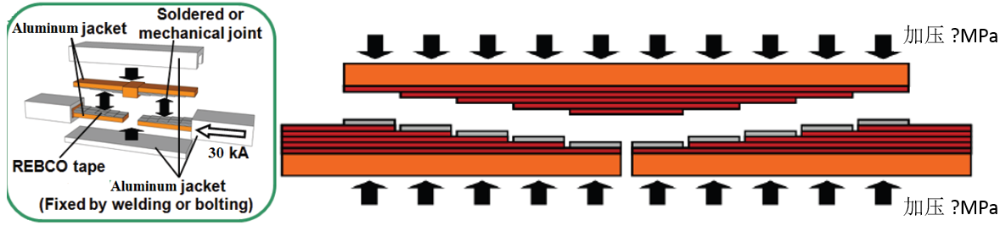 Soldered or
mechanical joint
Aluminum jacket
REBCO tape
30 kA
Aluminum jacket
(Fixed by welding or bolting)
加压 ?MPa
加压 ?MPa